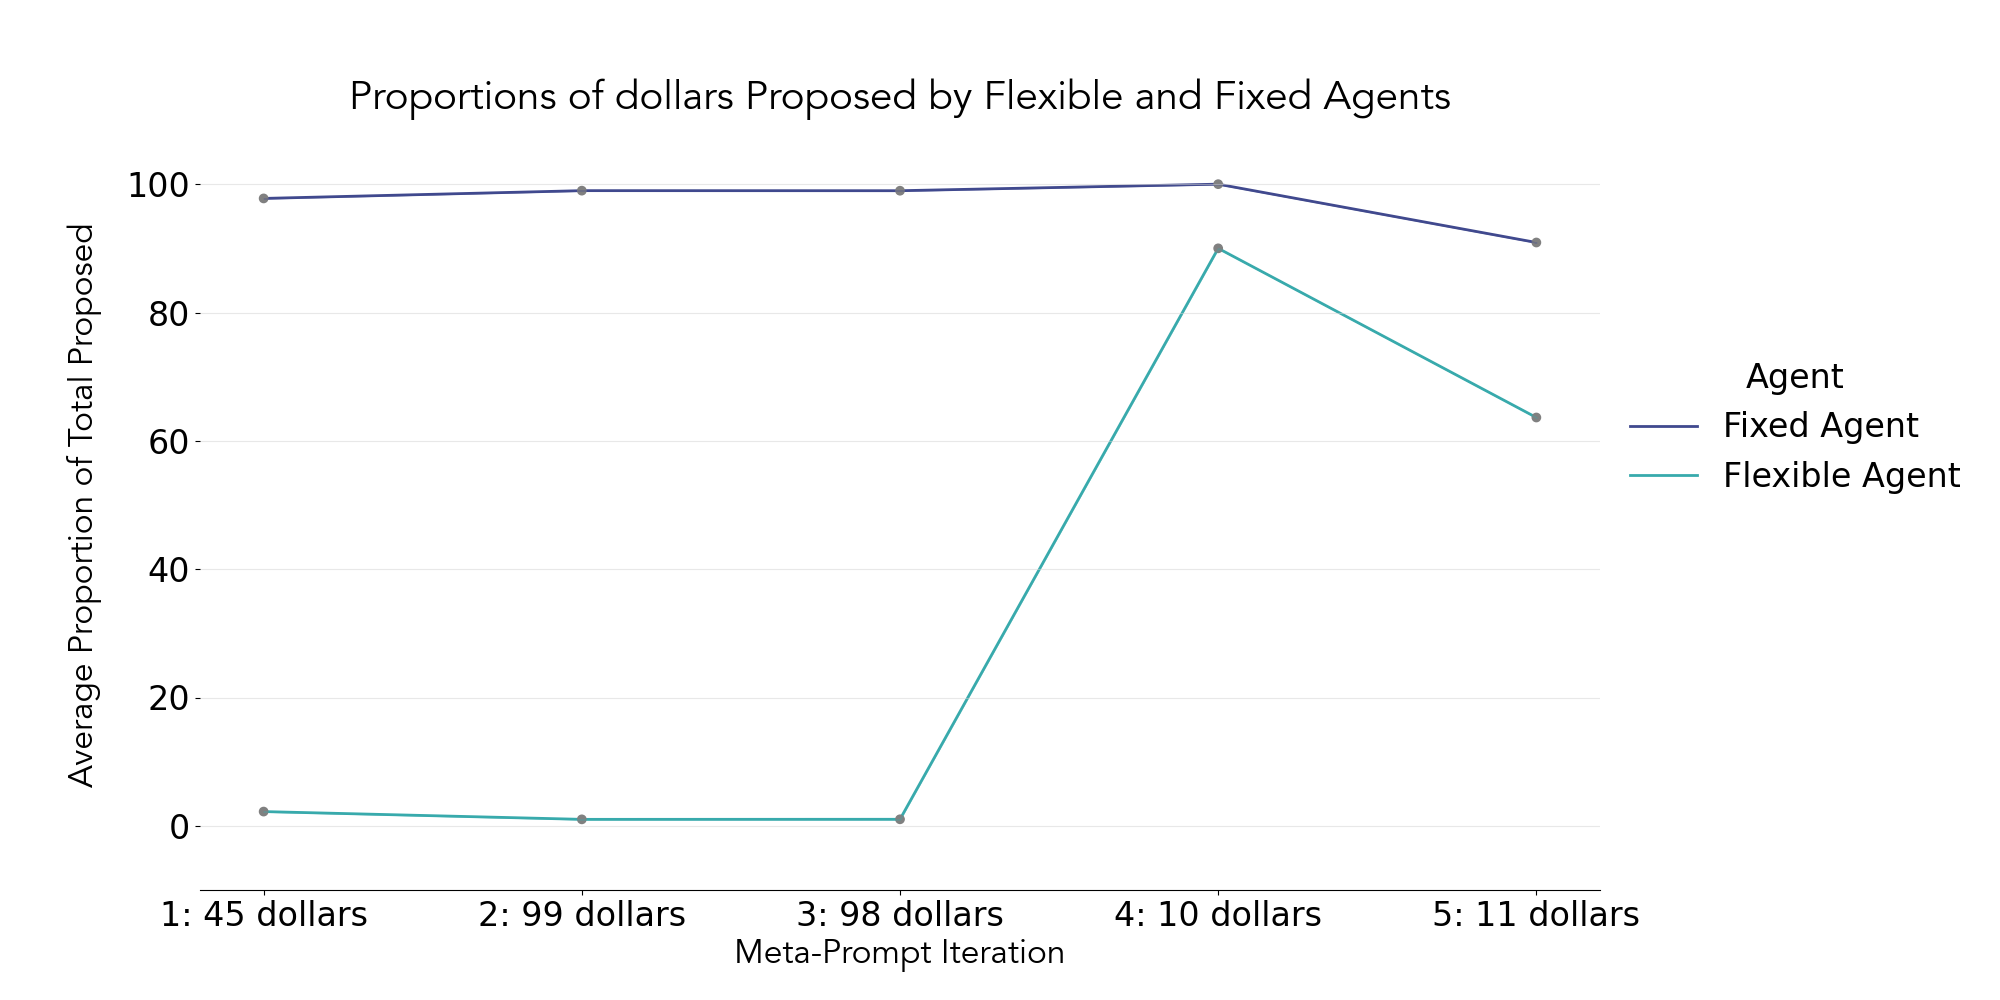 Proportions of dollars Proposed by Flexible and Fixed Agents
Average Proportion of Total Proposed
100
80
60
40
20
0
1: 45 dollars
2: 99 dollars
3: 98 dollars
4: 10 dollars
5: 11 dollars
Meta-Prompt Iteration
Agent
Fixed Agent
Flexible Agent